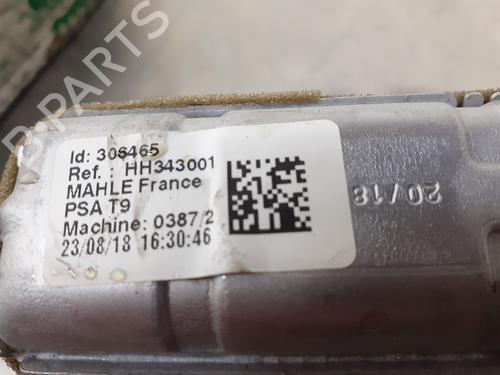 Id: 306465
Ref. : HH343001
MAHLE France
PSA T9
Machine: 0387/2
23/08/18 16:30:46
20/18
B PARTS